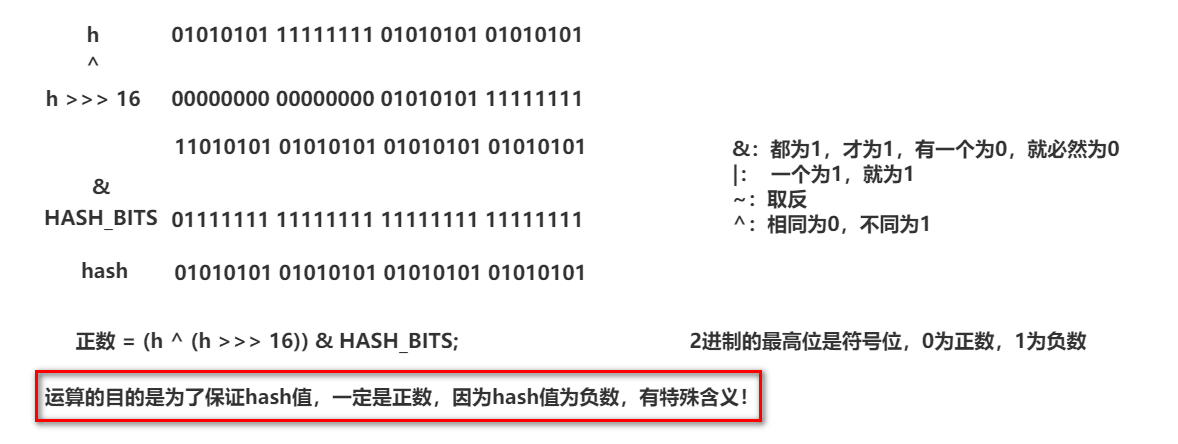 h 01010101 11111111 01010101 01010101
^
h >>> 16 00000000 00000000 01010101 11111111
11010101 01010101 01010101 01010101
&
HASH_BITS 01111111 11111111 11111111 11111111
hash 01010101 01010101 01010101 01010101
&: 都为1，才为1，有一个为0，就必然为0
|: 一个为1，就为1
~: 取反
^: 相同为0，不同为1
正数 = (h ^ (h >>> 16)) & HASH_BITS;
2进制的最高位是符号位，0为正数，1为负数
运算的目的是为了保证hash值，一定是正数，因为hash值为负数，有特殊含义！